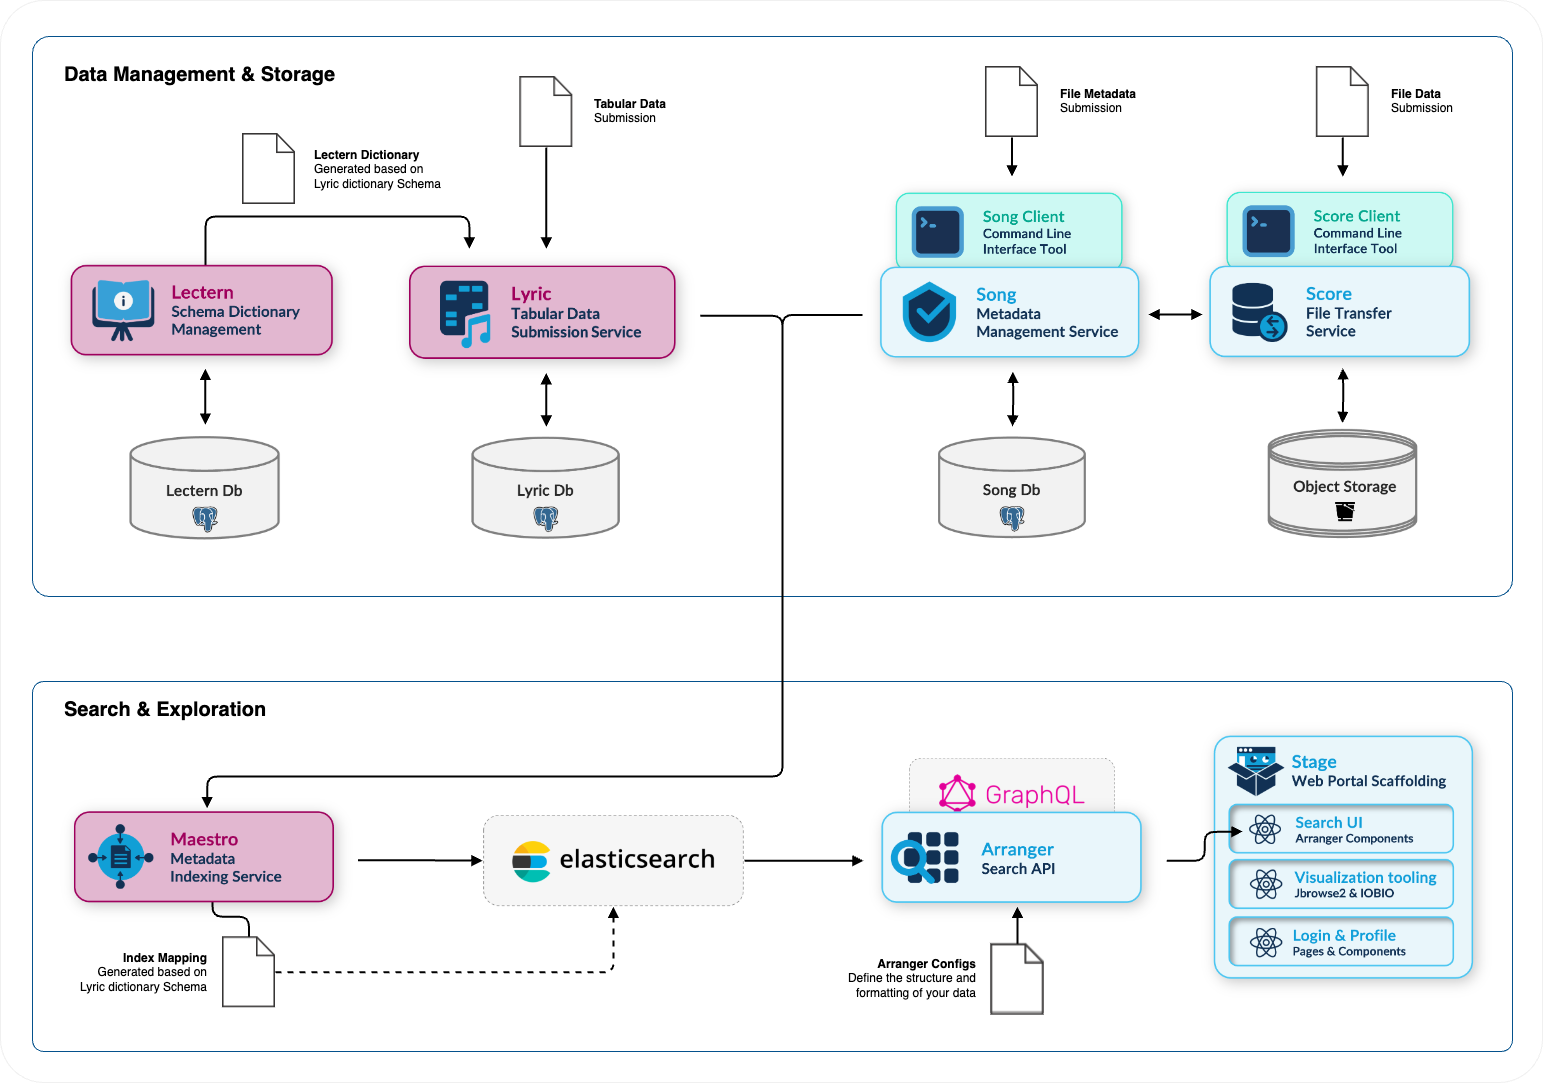 Data Management & Storage
Tabular Data
Submission
File Metadata
Submission
File Data
Submission
Lectern Dictionary
Generated based on
Lyric dictionary Schema
Song Client
Command Line
Interface Tool
Score Client
Command Line
Interface Tool
Lectern
Schema Dictionary
Management
Lyric
Tabular Data
Submission Service
Song
Metadata
Management Service
Score
File Transfer
Service
Lectern Db
Lyric Db
Song Db
Object Storage
Search & Exploration
Maestro
Metadata
Indexing Service
elasticsearch
GraphQL
Arranger
Search API
Stage
Web Portal Scaffolding
Search UI
Arranger Components
Visualization tooling
Jbrowse2 & IOBIO
Login & Profile
Pages & Components
Index Mapping
Generated based on
Lyric dictionary Schema
Arranger Configs
Define the structure and
formatting of your data